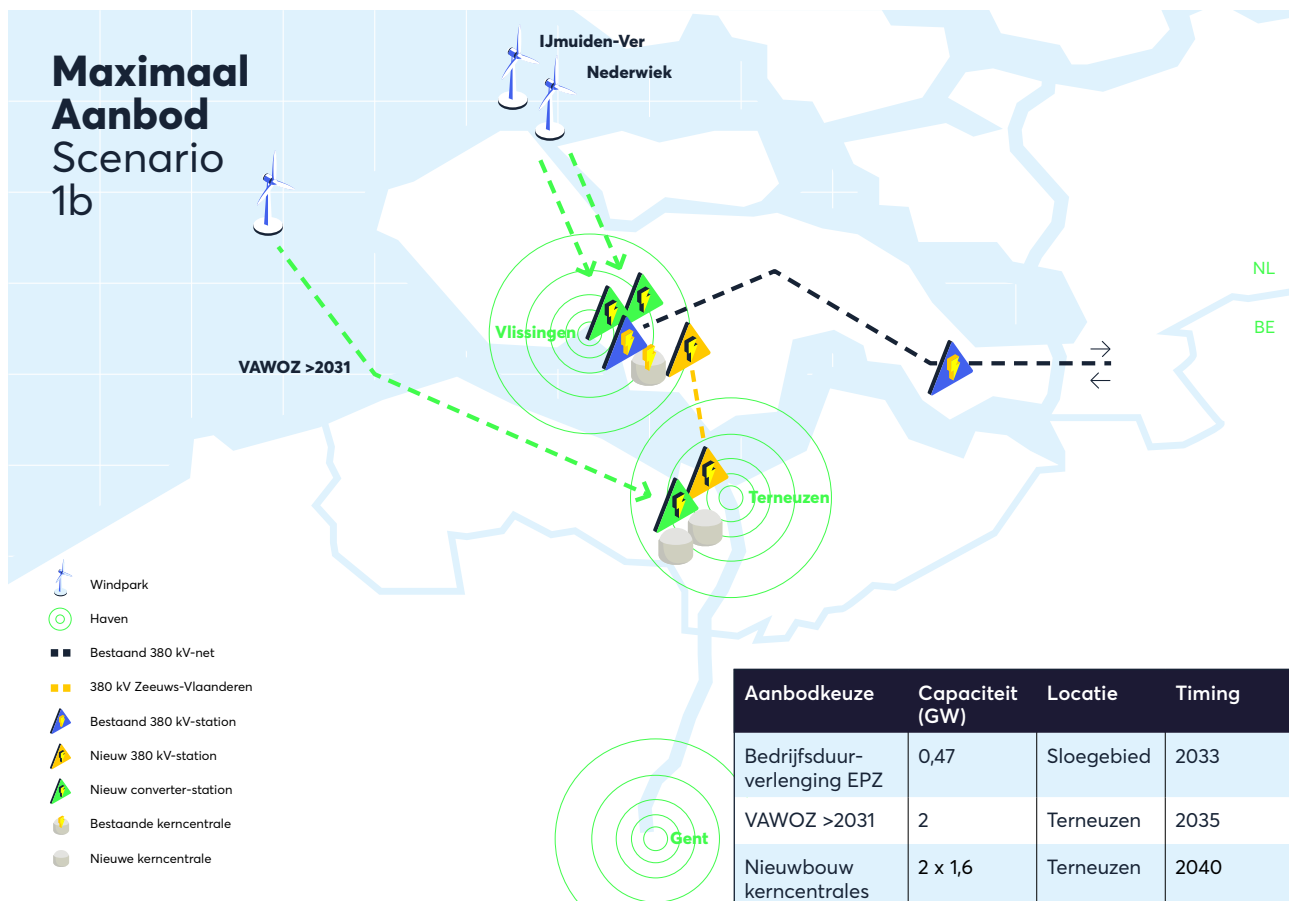 Maximaal
Aanbod
Scenario
1b
IJmuiden-Ver
Nederwiek
NL
BE
Vlissingen
VAWOZ >2031
Terneuzen
Gent
Windpark
Haven
Bestaand 380 kV-net
380 kV Zeeuws-Vlaanderen
Bestaand 380 kV-station
Nieuw 380 kV-station
Nieuw converter-station
Bestaande kerncentrale
Nieuwe kerncentrale
Aanbodkeuze Capaciteit (GW) Locatie Timing
Bedrijfsduur-verlenging EPZ 0,47 Sloegebied 2033
VAWOZ >2031 2 Terneuzen 2035
Nieuwbouw kerncentrales 2 x 1,6 Terneuzen 2040